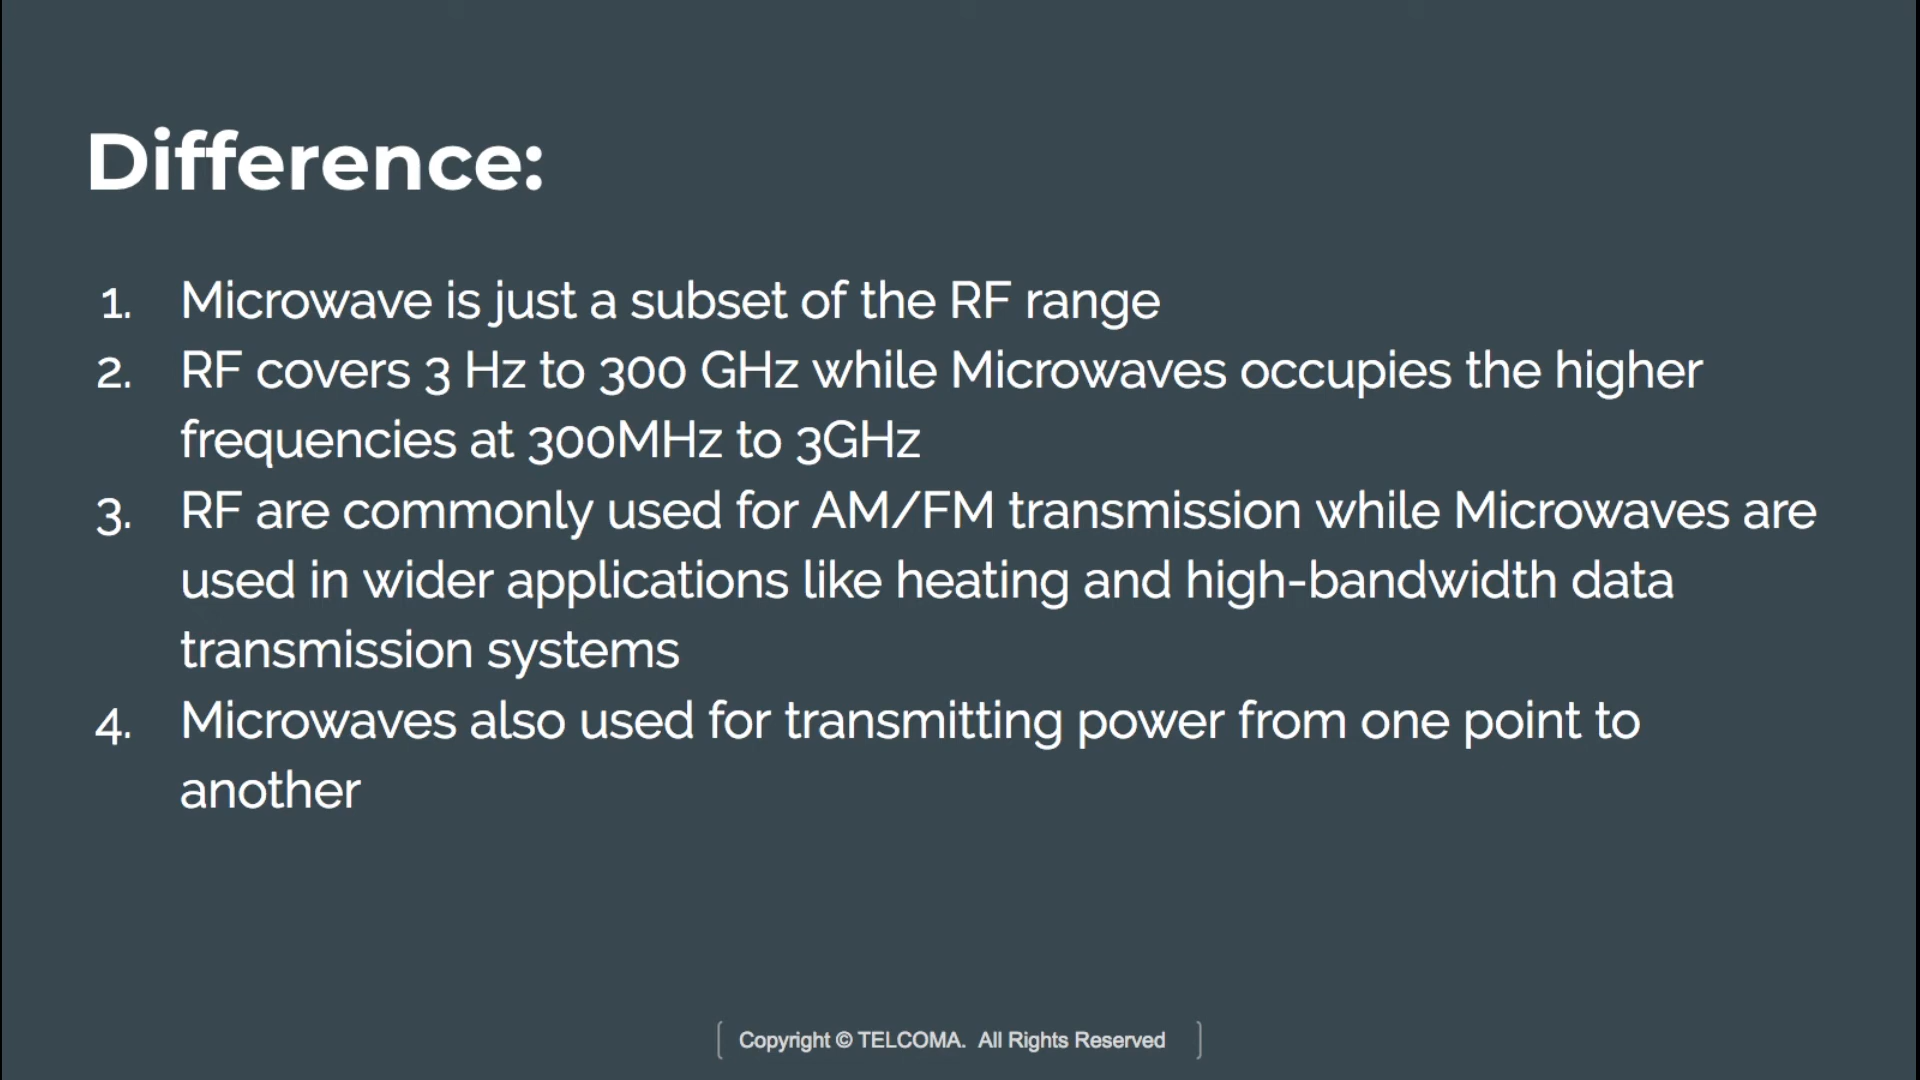 Difference:
1. Microwave is just a subset of the RF range
2. RF covers 3 Hz to 300 GHz while Microwaves occupies the higher
frequencies at 300MHz to 3GHz
3. RF are commonly used for AM/FM transmission while Microwaves are
used in wider applications like heating and high-bandwidth data
transmission systems
4. Microwaves also used for transmitting power from one point to
another
[ Copyright © TELCOMA. All Rights Reserved ]